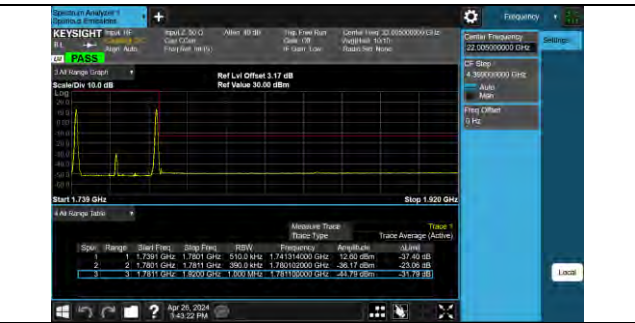 Spectrum Analyzer 1
Spurious Emissions
Frequency
KEYSIGHT Input: RF
Input Z: 50 Ω
Atten: 40 dB
Trig: Free Run
Center Freq: 22.005000000 GHz
Gate: Off
IF Gain: Low
Align: Auto
PASS
Center Frequency
22.005000000 GHz
Settings
CF Step
4.390000000 GHz
Auto
Man
Freq Offset
0 Hz
3 All Range Graph
Scale/Div 10.0 dB
Ref Lvl Offset 3.17 dB
Ref Value 30.00 dBm
Log
Start 1.739 GHz
Stop 1.920 GHz
4 All Range Table
Measure Trace Trace 1
Trace Type Trace Average (Active)
Spur Range Start Freq Stop Freq RBW Frequency Amplitude ΔLimit
1 1 1.7391 GHz 1.7801 GHz 510.0 kHz 1.741314000 GHz 12.60 dBm -37.40 dB
2 2 1.7801 GHz 1.7811 GHz 390.0 kHz 1.780102000 GHz -36.17 dBm -23.06 dB
3 3 1.7811 GHz 1.9200 GHz 1.000 MHz 1.781100000 GHz -44.79 dBm -31.79 dB
Local
Apr 26, 2024
3:43:22 PM